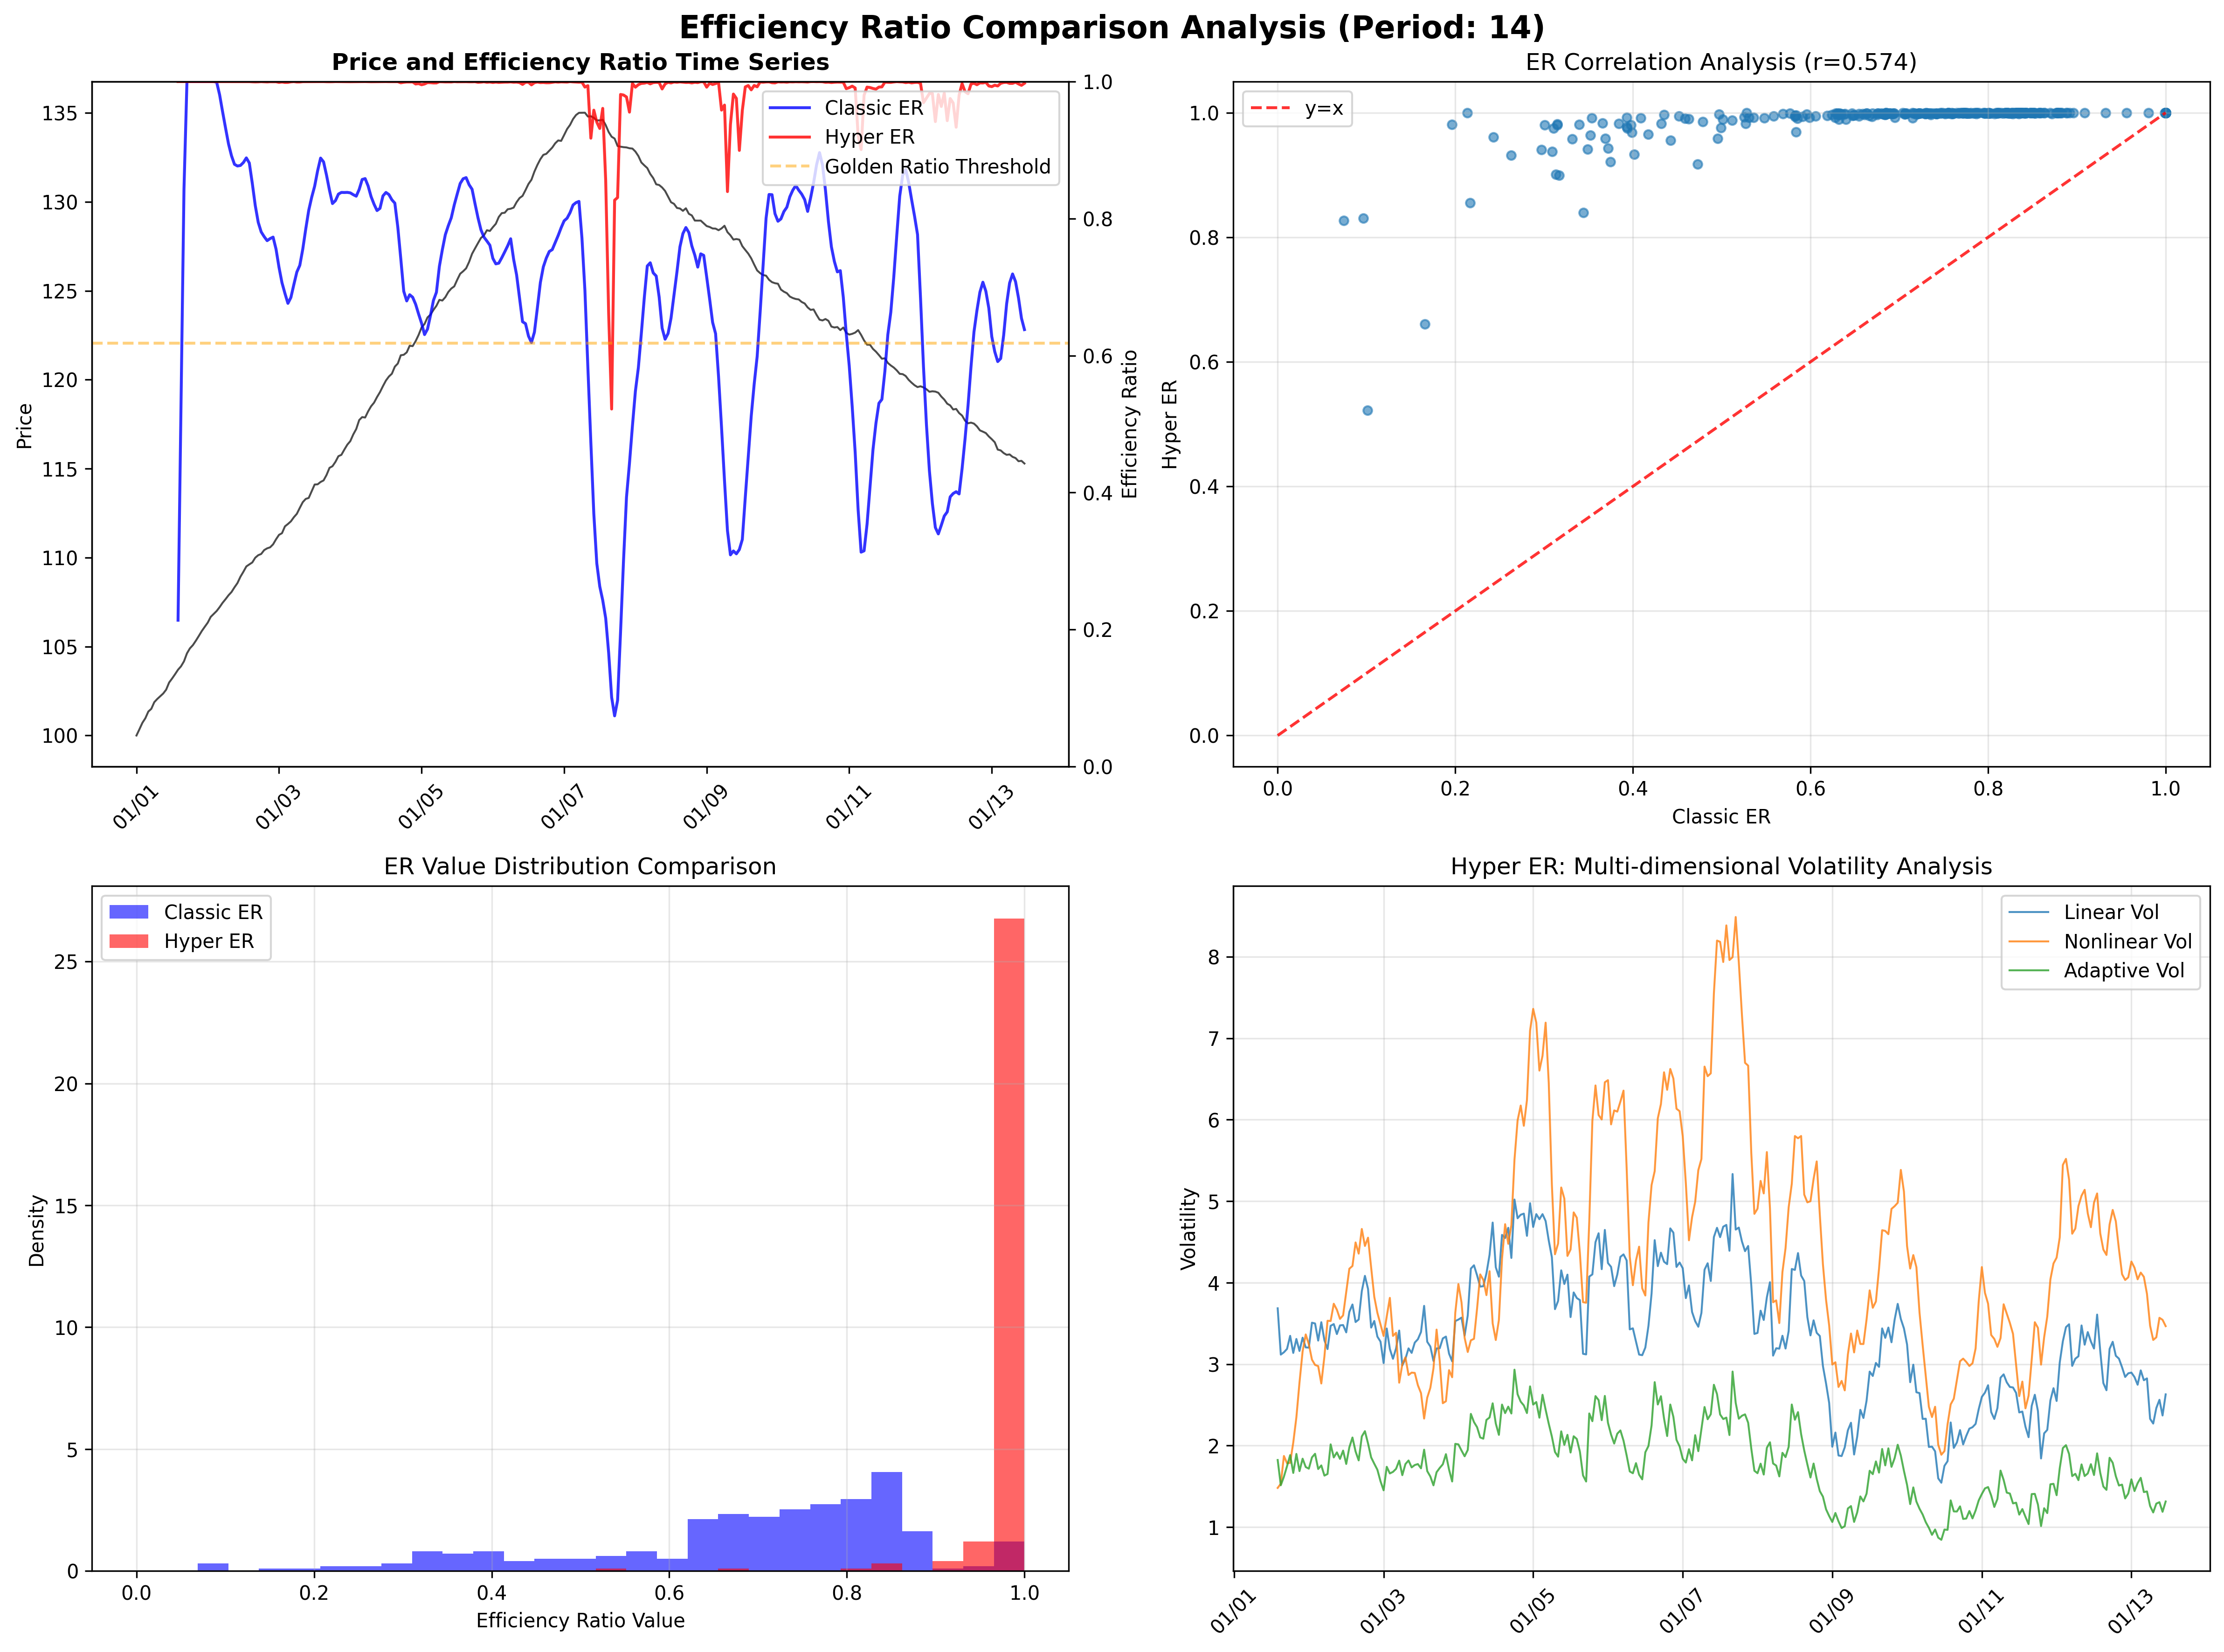 Efficiency Ratio Comparison Analysis (Period: 14)
Price and Efficiency Ratio Time Series
Price
135
130
125
120
115
110
105
100
Classic ER
Hyper ER
Golden Ratio Threshold
1.0
0.8
0.6
0.4
0.2
0.0
Efficiency Ratio
01/01
01/03
01/05
01/07
01/09
01/11
01/13
ER Correlation Analysis (r=0.574)
y=x
Hyper ER
1.0
0.8
0.6
0.4
0.2
0.0
0.0
0.2
0.4
0.6
0.8
1.0
Classic ER
ER Value Distribution Comparison
Classic ER
Hyper ER
Density
25
20
15
10
5
0
0.0
0.2
0.4
0.6
0.8
1.0
Efficiency Ratio Value
Hyper ER: Multi-dimensional Volatility Analysis
Linear Vol
Nonlinear Vol
Adaptive Vol
Volatility
8
7
6
5
4
3
2
1
01/01
01/03
01/05
01/07
01/09
01/11
01/13